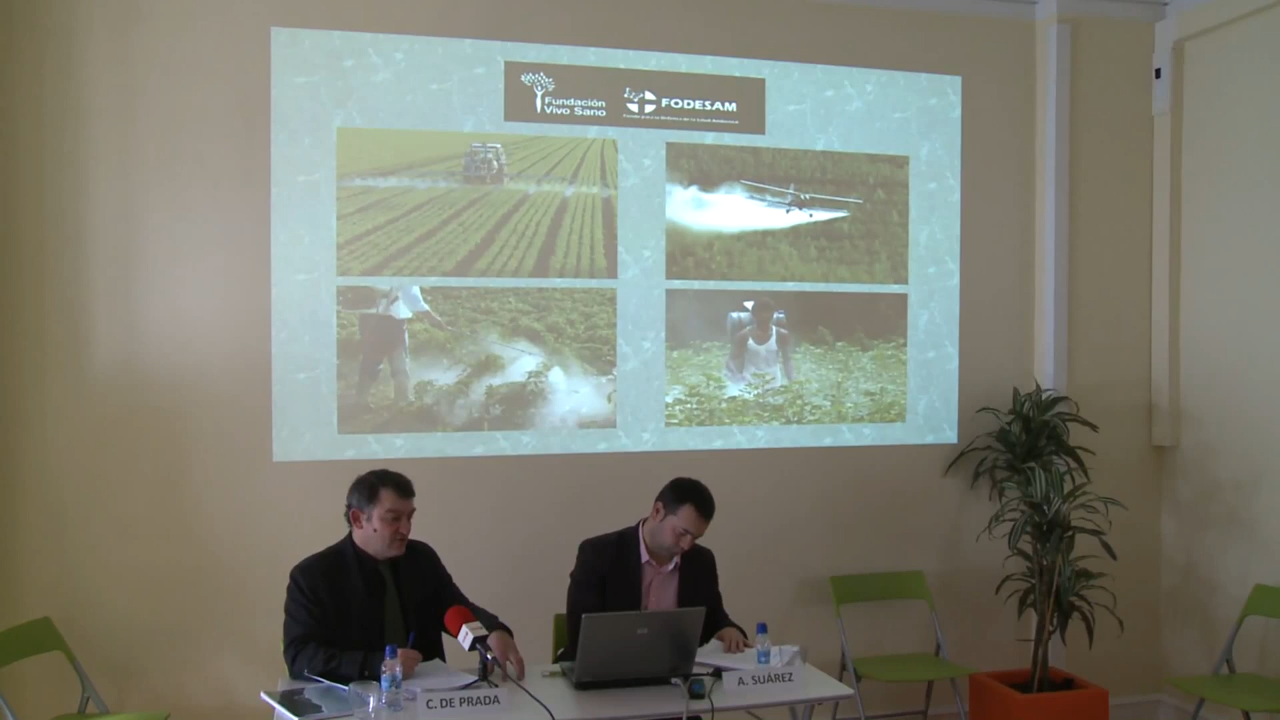 Fundación
Vivo Sano
FODESAM
C. DE PRADA
A. SUÁREZ